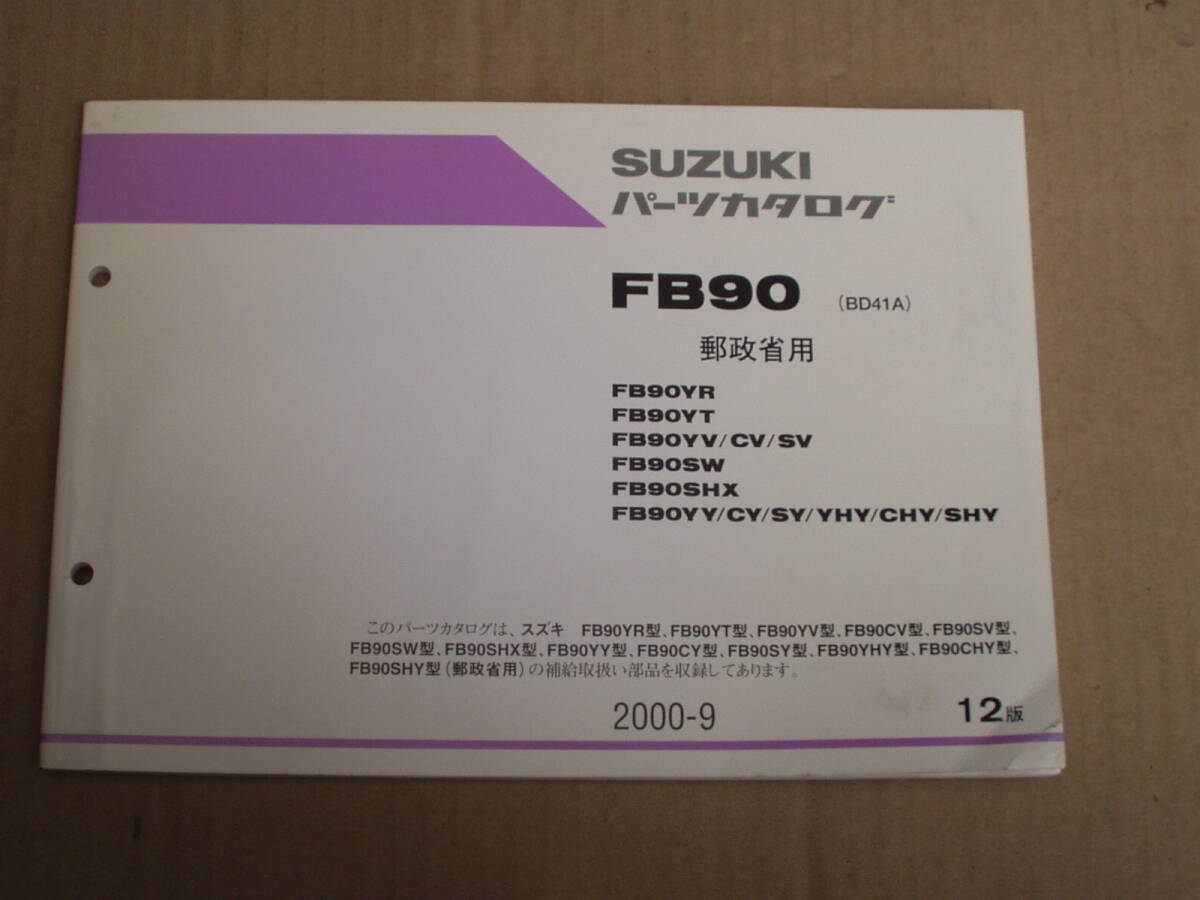 SUZUKI
パーツカタログ
FB90 (BD41A)
郵政省用
FB90YR
FB90YT
FB90YV/CV/SV
FB90SW
FB90SHX
FB90YY/CY/SY/YHY/CHY/SHY
このパーツカタログは、スズキ FB90YR型、FB90YT型、FB90YV型、FB90CV型、FB90SV型、
FB90SW型、FB90SHX型、FB90YY型、FB90CY型、FB90SY型、FB90YHY型、FB90CHY型、
FB90SHY型(郵政省用)の補給取扱い部品を収録してあります。
2000-9 12版